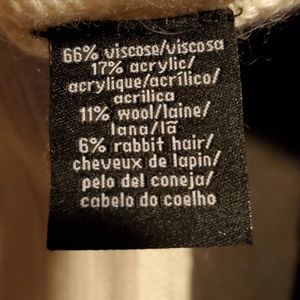 66% viscose/viscosa
17% acrylic/
acrylique/acrílico/
acrilica
11% wool/laine/
lana/lã
6% rabbit hair/
cheveux de lapin/
pelo del coneja/
cabelo do coelho